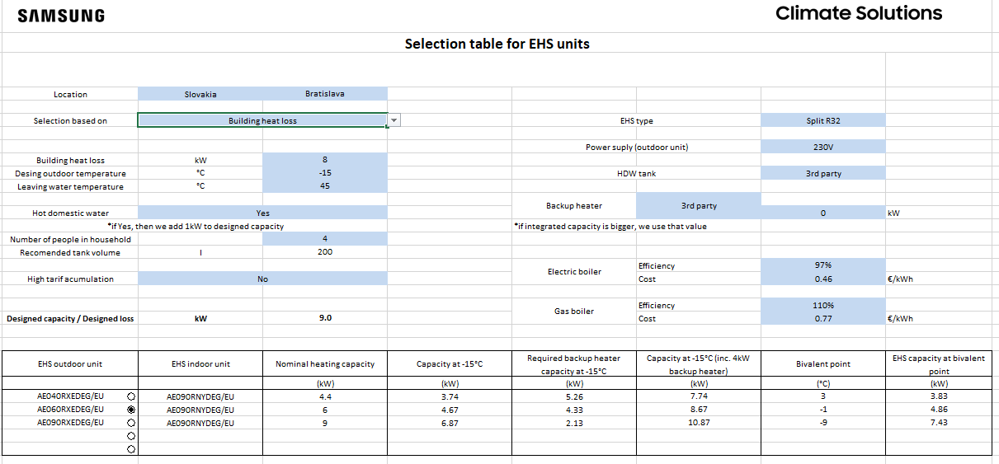 SAMSUNG
Climate Solutions
Selection table for EHS units
Location Slovakia Bratislava
Selection based on Building heat loss EHS type Split R32
Power suply (outdoor unit) 230V
Building heat loss kW 8
Desing outdoor temperature °C -15 HDW tank 3rd party
Leaving water temperature °C 45
Backup heater 3rd party
Hot domestic water Yes 0 kW
*if Yes, then we add 1kW to designed capacity *if integrated capacity is bigger, we use that value
Number of people in household 4
Recomended tank volume l 200
Electric boiler Efficiency 97%
High tarif acumulation No Cost 0.46 €/kWh
Gas boiler Efficiency 110%
Designed capacity / Designed loss kW 9.0 Cost 0.77 €/kWh
EHS outdoor unit EHS indoor unit Nominal heating capacity Capacity at -15°C Required backup heater capacity at -15°C Capacity at -15°C (inc. 4kW backup heater) Bivalent point EHS capacity at bivalent point
(kW) (kW) (kW) (kW) (°C) (kW)
AE040RXEDEG/EU AE090RNYDEG/EU 4.4 3.74 5.26 7.74 3 3.83
AE060RXEDEG/EU AE090RNYDEG/EU 6 4.67 4.33 8.67 -1 4.86
AE090RXEDEG/EU AE090RNYDEG/EU 9 6.87 2.13 10.87 -9 7.43